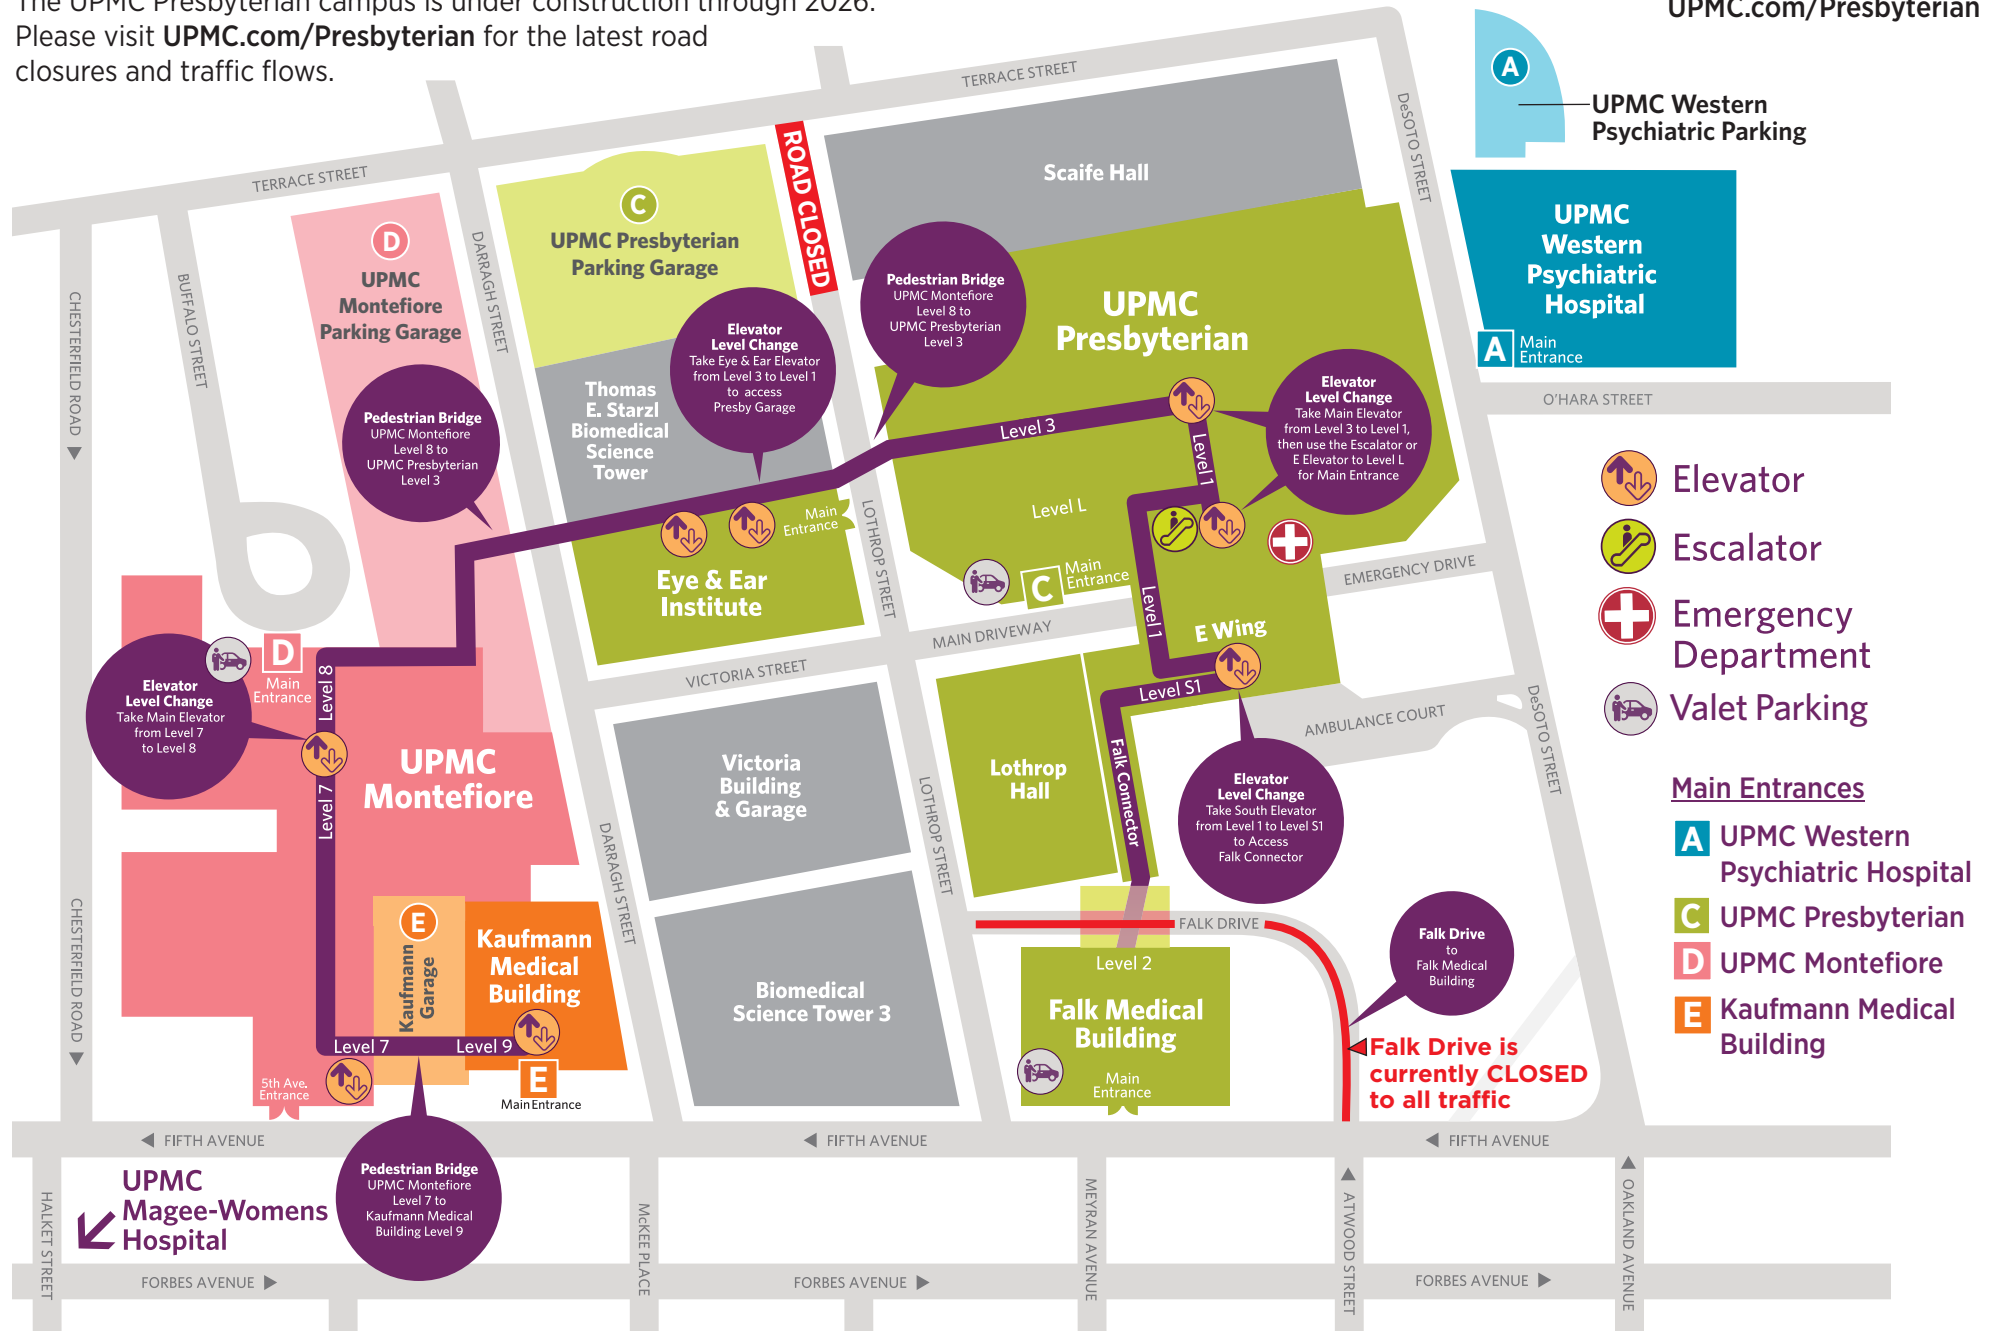 The UPMC Presbyterian campus is under construction through 2026.
Please visit UPMC.com/Presbyterian for the latest road
closures and traffic flows.
UPMC.com/Presbyterian
TERRACE STREET
TERRACE STREET
A
UPMC Western
Psychiatric Parking
DeSOTO STREET
ROAD CLOSED
Scaife Hall
C
UPMC Presbyterian
Parking Garage
D
UPMC
Montefiore
Parking Garage
DARRAGH STREET
BUFFALO STREET
CHESTERFIELD ROAD
UPMC
Western
Psychiatric
Hospital
A
Main
Entrance
O'HARA STREET
Pedestrian Bridge
UPMC Montefiore
Level 8 to
UPMC Presbyterian
Level 3
UPMC
Presbyterian
Elevator
Level Change
Take Eye & Ear Elevator
from Level 3 to Level 1
to access
Presby Garage
Elevator
Level Change
Take Main Elevator
from Level 3 to Level 1,
then use the Escalator or
E Elevator to Level L
for Main Entrance
Thomas
E. Starzl
Biomedical
Science
Tower
Pedestrian Bridge
UPMC Montefiore
Level 8 to
UPMC Presbyterian
Level 3
Level 3
Level 1
Level L
Main
Entrance
LOTHROP STREET
Eye & Ear
Institute
C
Main
Entrance
Level 1
E Wing
EMERGENCY DRIVE
MAIN DRIVEWAY
VICTORIA STREET
Level S1
AMBULANCE COURT
DeSOTO STREET
Elevator
Escalator
Emergency
Department
Valet Parking
Main Entrances
A
UPMC Western
Psychiatric Hospital
C
UPMC Presbyterian
D
UPMC Montefiore
E
Kaufmann Medical
Building
D
Main
Entrance
Level 8
Elevator
Level Change
Take Main Elevator
from Level 7
to Level 8
Level 7
UPMC
Montefiore
Victoria
Building
& Garage
LOTHROP STREET
Lothrop
Hall
Falk Connector
Elevator
Level Change
Take South Elevator
from Level 1 to Level S1
to Access
Falk Connector
DARRAGH STREET
CHESTERFIELD ROAD
E
Kaufmann
Garage
Kaufmann
Medical
Building
Level 7
Level 9
5th Ave.
Entrance
E
Main Entrance
Biomedical
Science Tower 3
FALK DRIVE
Level 2
Falk Medical
Building
Main
Entrance
Falk Drive
to
Falk Medical
Building
Falk Drive is
currently CLOSED
to all traffic
FIFTH AVENUE
FIFTH AVENUE
FIFTH AVENUE
UPMC
Magee-Womens
Hospital
Pedestrian Bridge
UPMC Montefiore
Level 7 to
Kaufmann Medical
Building Level 9
HALKET STREET
McKEE PLACE
MEYRAN AVENUE
ATWOOD STREET
OAKLAND AVENUE
FORBES AVENUE
FORBES AVENUE
FORBES AVENUE